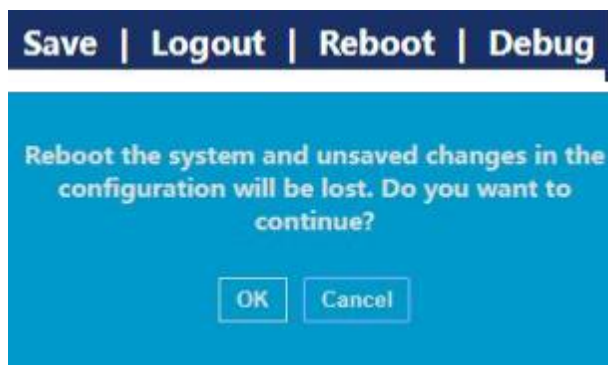 Save | Logout | Reboot | Debug
Reboot the system and unsaved changes in the
configuration will be lost. Do you want to
continue?
OK Cancel